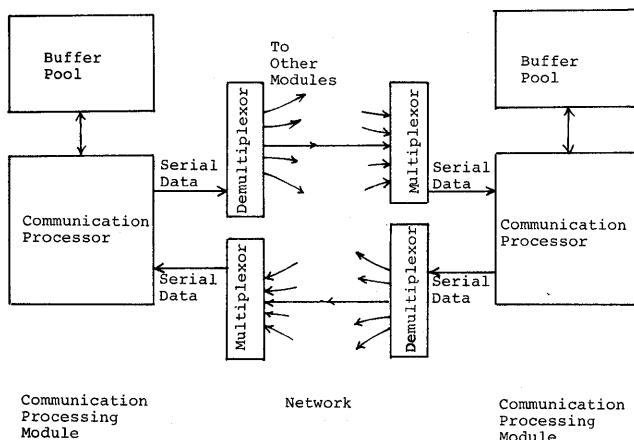 Buffer
Pool
To
Other
Modules
Buffer
Pool
Demultiplexor
Multiplexor
Serial
Data
Serial
Data
Communication
Processor
Communication
Processor
Serial
Data
Multiplexor
Demultiplexor
Serial
Data
Communication
Processing
Module
Network
Communication
Processing
Module